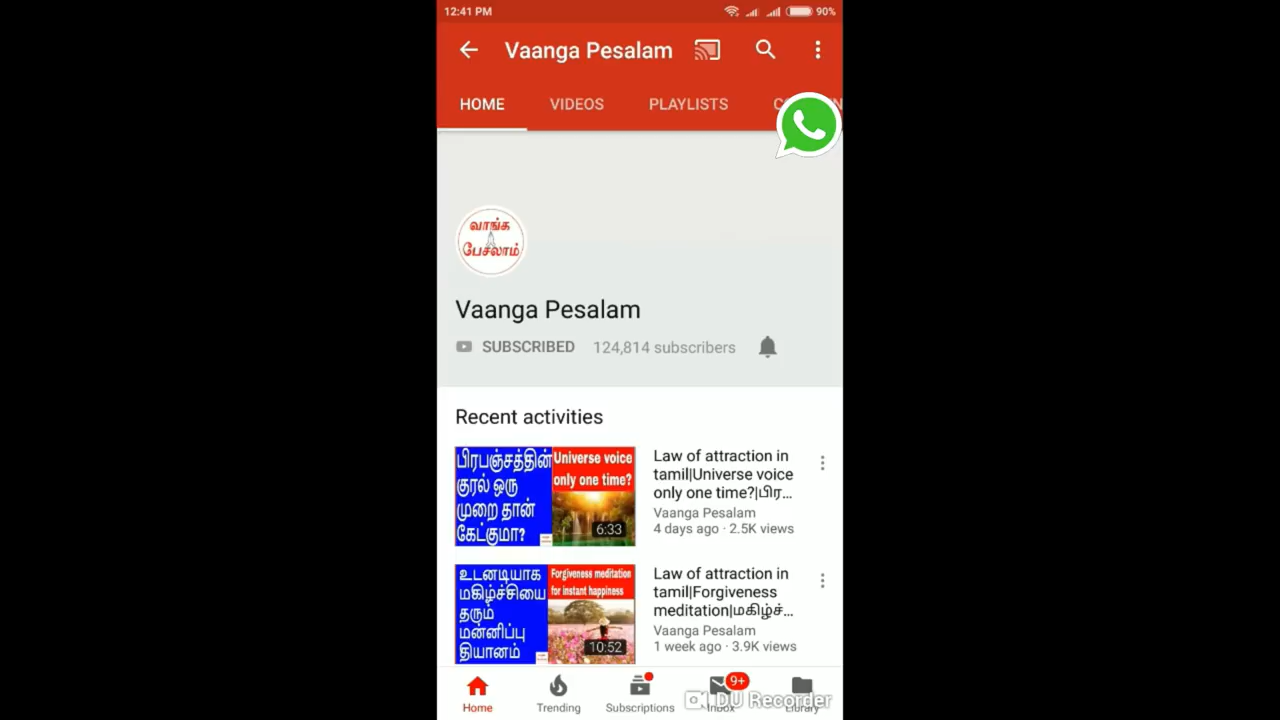 12:41 PM
90%
Vaanga Pesalam
HOME
VIDEOS
PLAYLISTS
வாங்க
பேசலாம்
Vaanga Pesalam
SUBSCRIBED
124,814 subscribers
Recent activities
பிரபஞ்சத்தின்
குரல் ஒரு
முறை தான்
கேட்குமா?
Universe voice
only one time?
6:33
Law of attraction in
tamil|Universe voice
only one time?|பிர...
Vaanga Pesalam
4 days ago · 2.5K views
உடனடியாக
மகிழ்ச்சியை
தரும்
மன்னிப்பு
தியானம்
Forgiveness meditation
for instant happiness
10:52
Law of attraction in
tamil|Forgiveness
meditation|மகிழ்ச்...
Vaanga Pesalam
1 week ago · 3.9K views
Home
Trending
Subscriptions
9+
Inbox
Library
DU Recorder